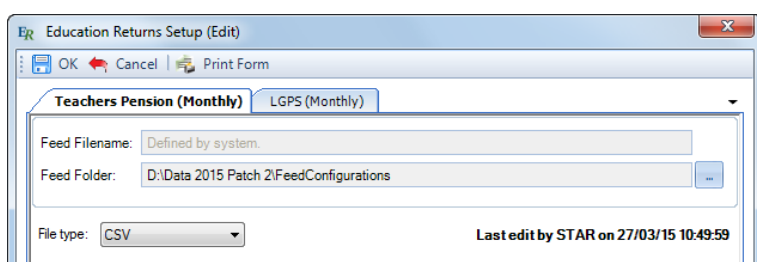 ER Education Returns Setup (Edit)
OK Cancel Print Form
Teachers Pension (Monthly) LGPS (Monthly)
Feed Filename: Defined by system.
Feed Folder: D:\Data 2015 Patch 2\FeedConfigurations ...
File type: CSV Last edit by STAR on 27/03/15 10:49:59